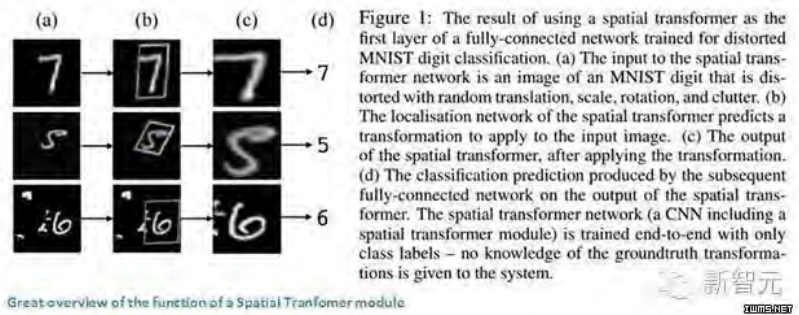 (a)
(b)
(c)
(d)
7
5
6
Figure 1: The result of using a spatial transformer as the
first layer of a fully-connected network trained for distorted
MNIST digit classification. (a) The input to the spatial trans-
former network is an image of an MNIST digit that is dis-
torted with random translation, scale, rotation, and clutter. (b)
The localisation network of the spatial transformer predicts a
transformation to apply to the input image. (c) The output
of the spatial transformer, after applying the transformation.
(d) The classification prediction produced by the subsequent
fully-connected network on the output of the spatial trans-
former. The spatial transformer network (a CNN including a
spatial transformer module) is trained end-to-end with only
class labels – no knowledge of the groundtruth transforma-
tions is given to the system.
Great overview of the function of a Spatial Tranfomer module
新智元
IWMS.NET